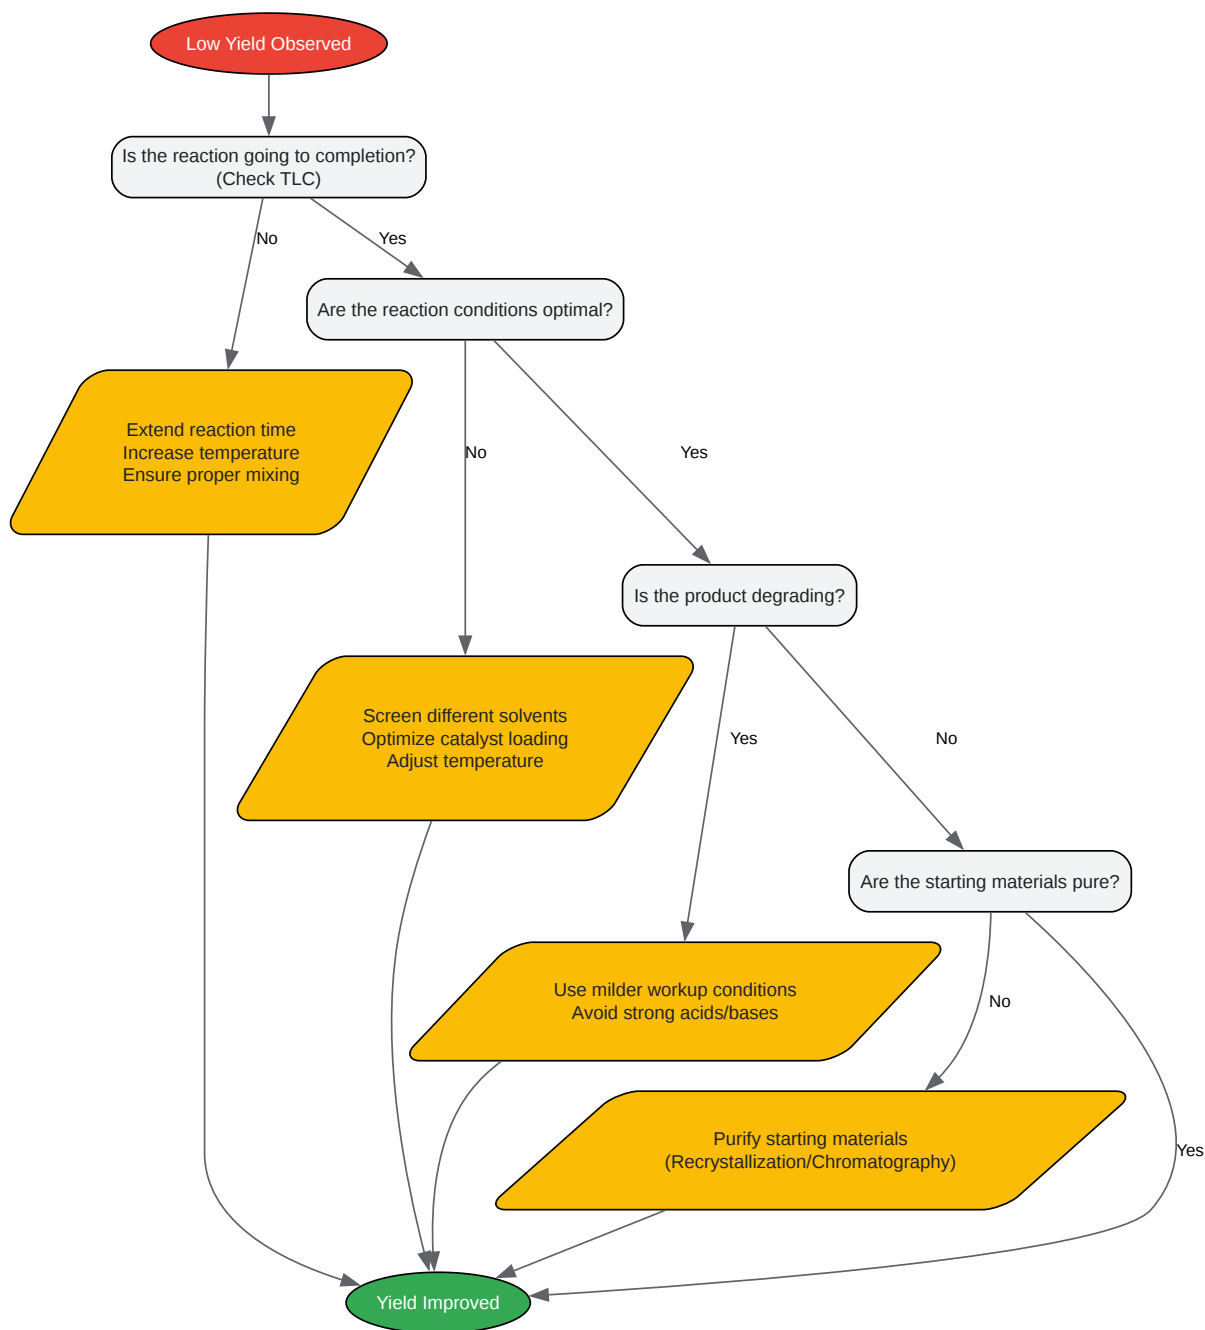 Low Yield Observed
Is the reaction going to completion?
(Check TLC)
No
Yes
Are the reaction conditions optimal?
Extend reaction time
Increase temperature
Ensure proper mixing
No
Yes
Is the product degrading?
Screen different solvents
Optimize catalyst loading
Adjust temperature
Yes
No
Are the starting materials pure?
Use milder workup conditions
Avoid strong acids/bases
No
Purify starting materials
(Recrystallization/Chromatography)
Yes
Yield Improved